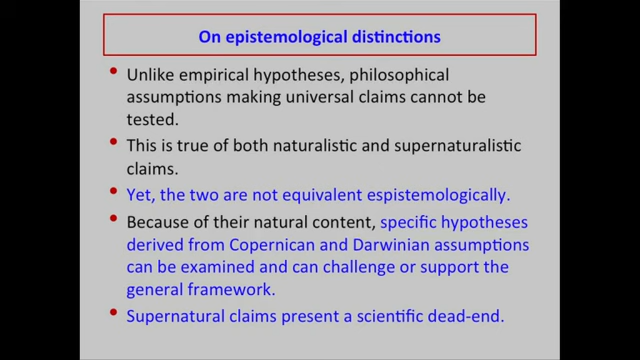 On epistemological distinctions
• Unlike empirical hypotheses, philosophical
assumptions making universal claims cannot be
tested.
• This is true of both naturalistic and supernaturalistic
claims.
• Yet, the two are not equivalent espistemologically.
• Because of their natural content, specific hypotheses
derived from Copernican and Darwinian assumptions
can be examined and can challenge or support the
general framework.
• Supernatural claims present a scientific dead-end.